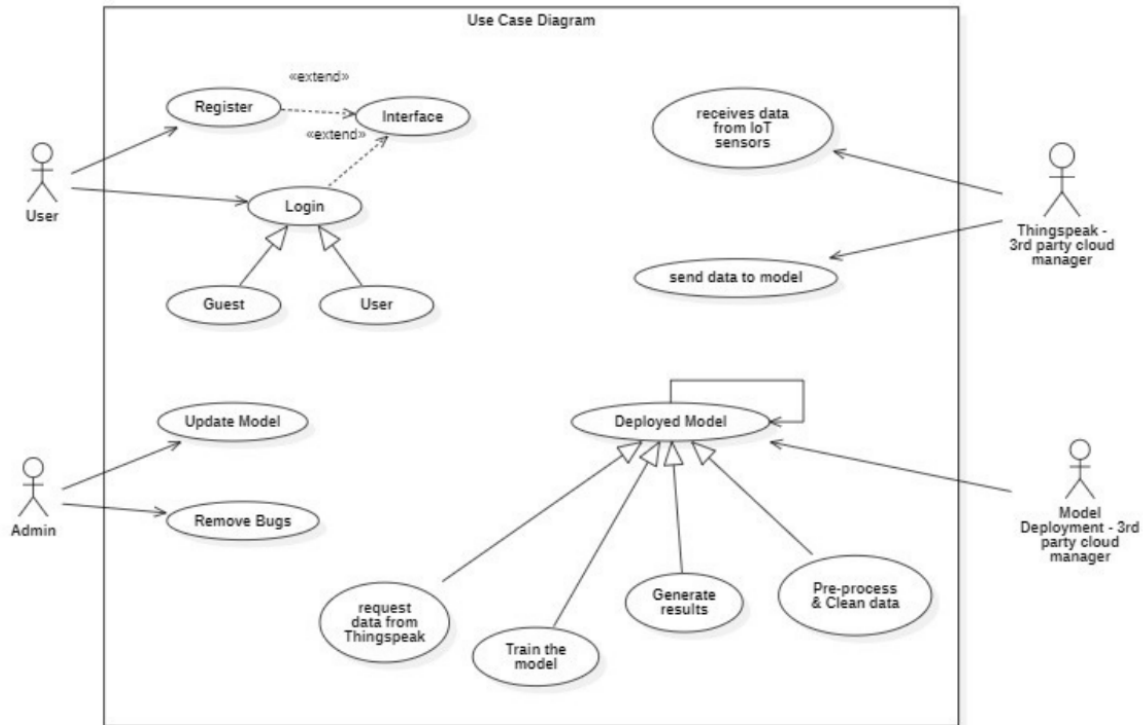 Use Case Diagram
«extend»
Register
Interface
«extend»
receives data
from IoT
sensors
User
Login
Thingspeak -
3rd party cloud
manager
send data to model
Guest
User
Update Model
Deployed Model
Admin
Remove Bugs
Model
Deployment - 3rd
party cloud
manager
request
data from
Thingspeak
Train the
model
Generate
results
Pre-process
& Clean data